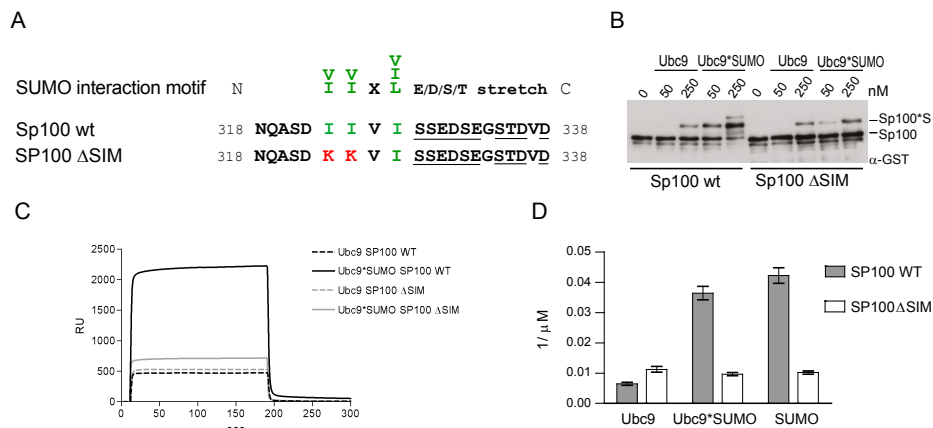 A
V V V I
SUMO interaction motif N I I X L E/D/S/T stretch C
Sp100 wt 318 NQASD I I V I SSEDSEGSTDVD 338
SP100 ΔSIM 318 NQASD K K V I SSEDSEGSTDVD 338
B
Ubc9 Ubc9*SUMO Ubc9 Ubc9*SUMO
0 50 250 50 250 0 50 250 50 250 nM
Sp100*S
Sp100
α-GST
Sp100 wt Sp100 ΔSIM
C
2500
2000
1500
1000
500
0
RU
0 50 100 150 200 250 300
Ubc9 SP100 WT
Ubc9*SUMO SP100 WT
Ubc9 SP100 ΔSIM
Ubc9*SUMO SP100 ΔSIM
D
0.05
0.04
0.03
0.02
0.01
0.00
1/ μM
Ubc9 Ubc9*SUMO SUMO
SP100 WT
SP100ΔSIM